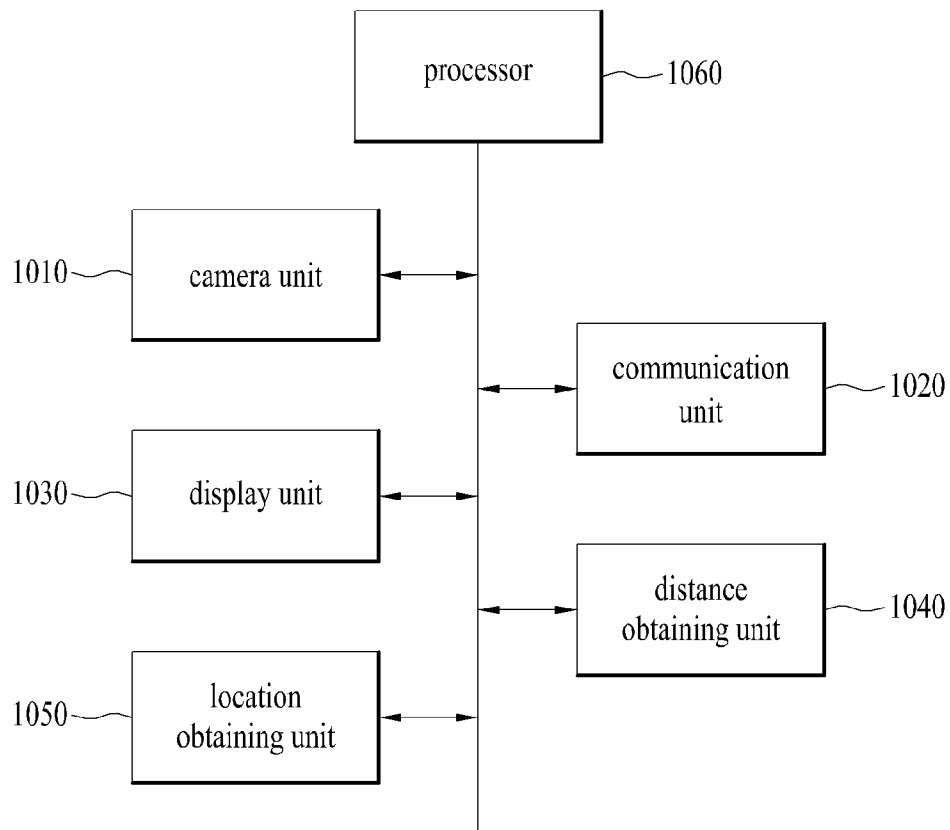 processor
1060
1010
camera unit
communication
unit
1020
1030
display unit
distance
obtaining unit
1040
1050
location
obtaining unit